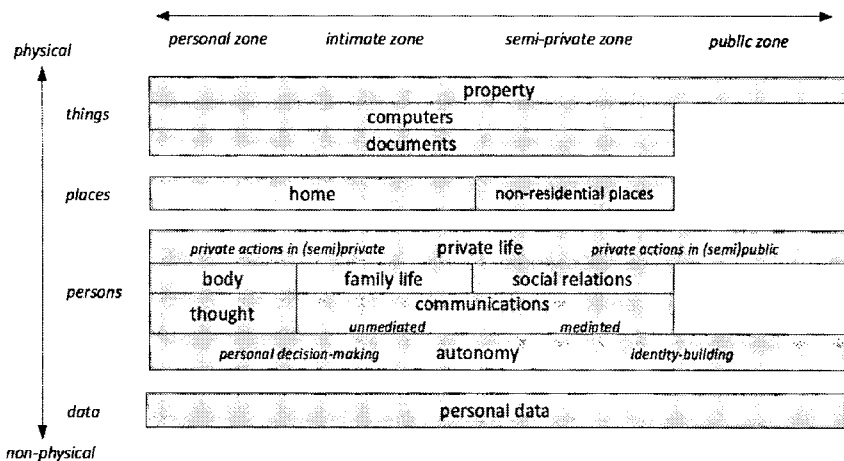 personal zone intimate zone semi-private zone public zone
physical
property
things
computers
documents
places
home non-residential places
private actions in (semi)private private life private actions in (semi)public
body family life social relations
persons
thought communications
unmediated mediated
personal decision-making autonomy identity-building
data personal data
non-physical